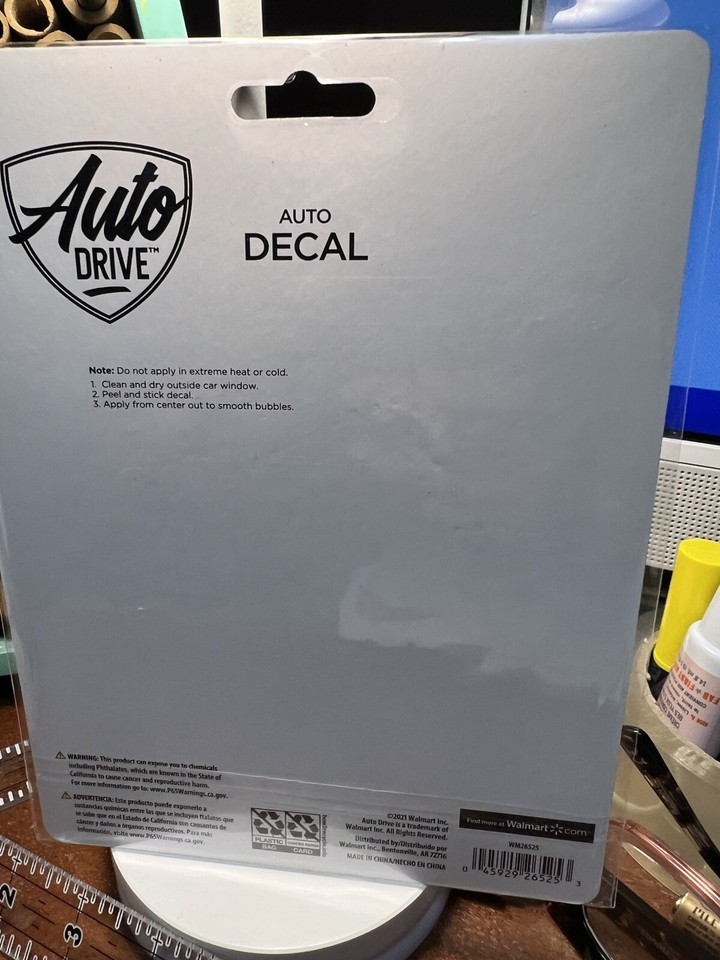 Auto
DRIVE™
AUTO
DECAL
Note: Do not apply in extreme heat or cold.
1. Clean and dry outside car window.
2. Peel and stick decal.
3. Apply from center out to smooth bubbles.
⚠ WARNING: This product can expose you to chemicals
including Phthalates, which are known in the State of
California to cause cancer and reproductive harm.
For more information go to: www.P65Warnings.ca.gov.
⚠ ADVERTENCIA: Este producto puede exponerlo a
sustancias químicas entre las que se incluyen ftalatos que
se sabe que en el Estado de California son causantes de
cáncer y daños a órganos reproductivos. Para más
información, visite www.P65Warnings.ca.gov.
PLASTIC
BAG
CARD
©2021 Walmart Inc.
Auto Drive is a trademark of
Walmart Inc. All Rights Reserved.
Distributed by/Distribuido por
Walmart Inc., Bentonville, AR 72716
MADE IN CHINA/HECHO EN CHINA
Find more at Walmart.com
WM26525
0 45929 26525 3
2
3